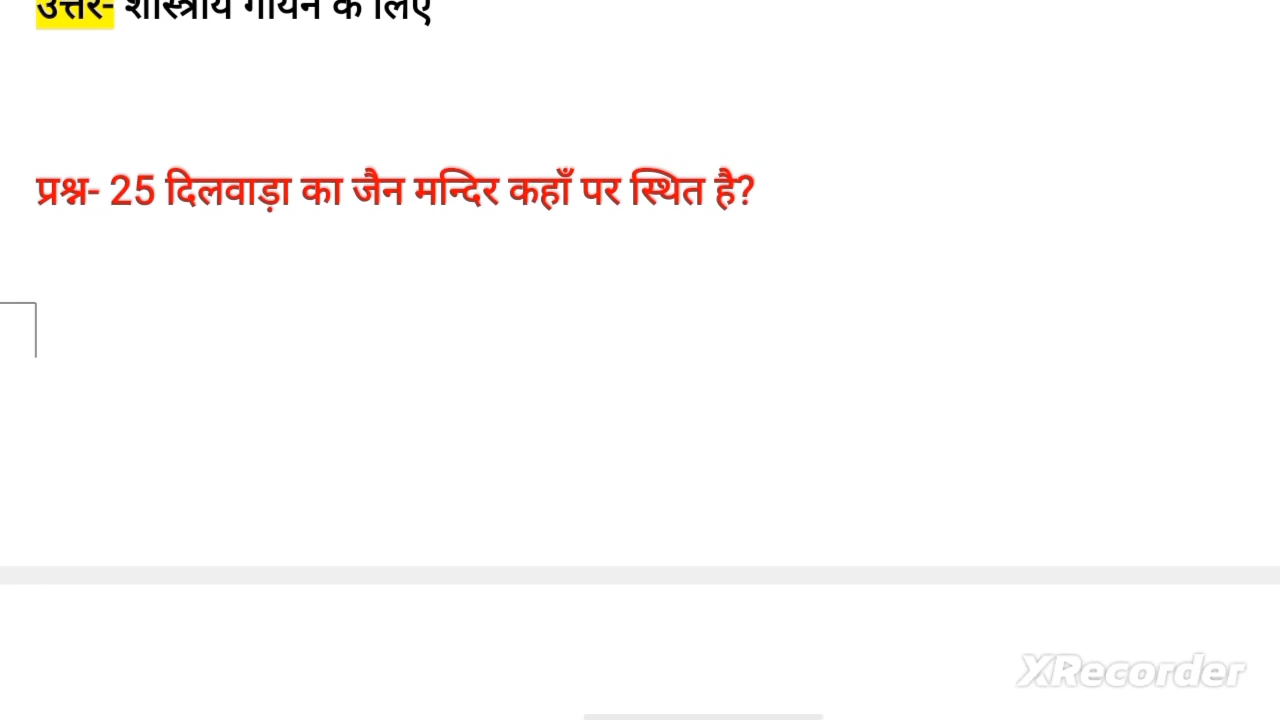 उत्तर- शास्त्रीय गायन के लिए
प्रश्न- 25 दिलवाड़ा का जैन मन्दिर कहाँ पर स्थित है?
XRecorder